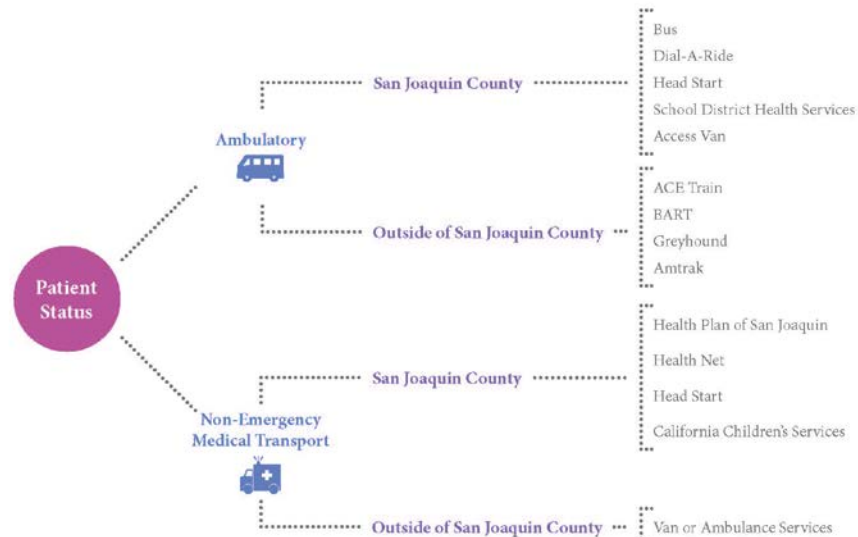 Patient
Status
Ambulatory
San Joaquin County
Bus
Dial-A-Ride
Head Start
School District Health Services
Access Van
Outside of San Joaquin County
ACE Train
BART
Greyhound
Amtrak
Non-Emergency
Medical Transport
San Joaquin County
Health Plan of San Joaquin
Health Net
Head Start
California Children's Services
Outside of San Joaquin County
Van or Ambulance Services